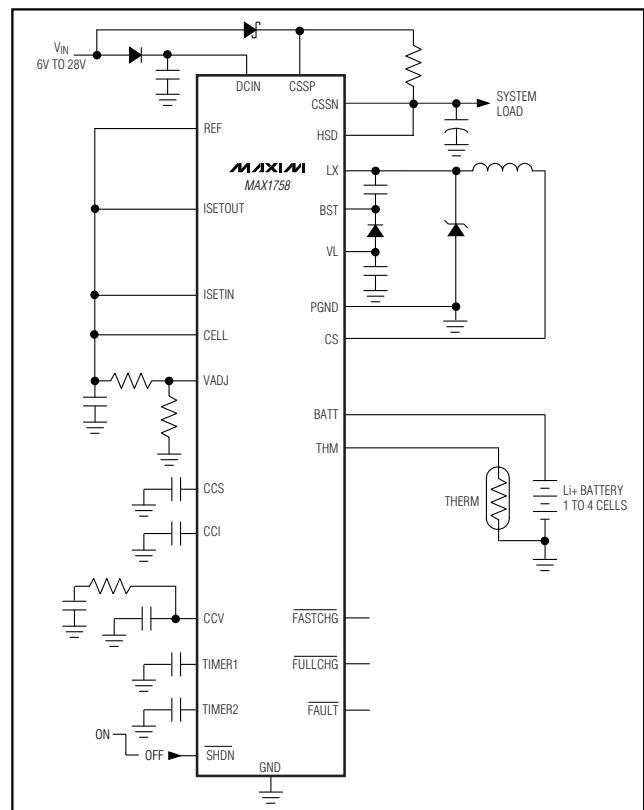 VIN
6V TO 28V
DCIN
CSSP
CSSN
SYSTEM
LOAD
REF
HSD
MAXIM
MAX1758
LX
ISETOUT
BST
VL
ISETIN
PGND
CELL
CS
VADJ
BATT
THM
CCS
THERM
Li+ BATTERY
1 TO 4 CELLS
CCI
CCV
FASTCHG
TIMER1
FULLCHG
TIMER2
FAULT
ON
OFF
SHDN
GND